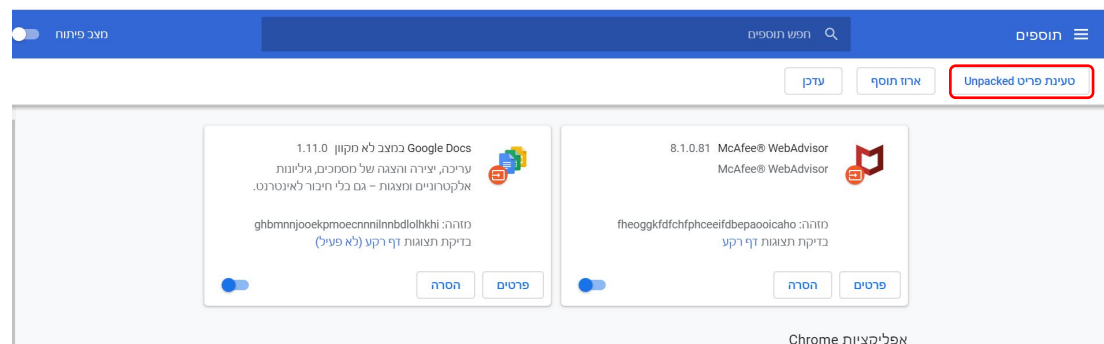 תוספים
חפש תוספים
מצב פיתוח
טעינת פריט Unpacked
ארוז תוסף
עדכן
McAfee® WebAdvisor 8.1.0.81
McAfee® WebAdvisor
מזהה: fheoggkfdfchfphceeifdbepaooicaho
בדיקת תצוגות דף רקע
פרטים
הסרה
Google Docs במצב לא מקוון 1.11.0
עריכה, יצירה והצגה של מסמכים, גיליונות
אלקטרוניים ומצגות – גם בלי חיבור לאינטרנט.
מזהה: ghbmnnjooekpmoecnnnilnnbdlolhkhi
בדיקת תצוגות דף רקע (לא פעיל)
פרטים
הסרה
אפליקציות Chrome